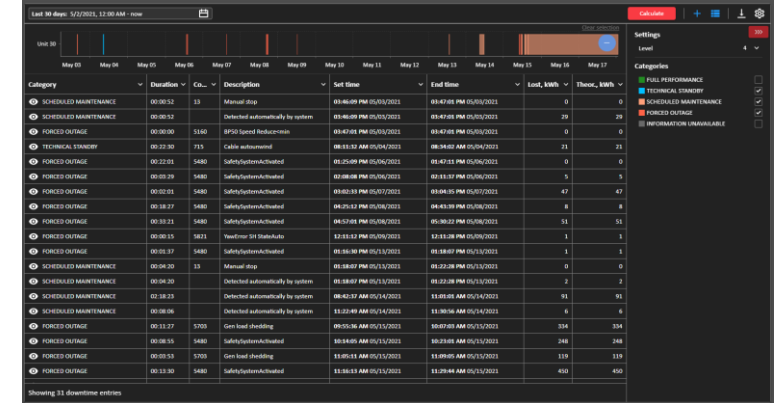 Last 30 days: 5/2/2021, 12:00 AM - now
Calculate
Clear selection
Unit 30
May 03 May 04 May 05 May 06 May 07 May 08 May 09 May 10 May 11 May 12 May 13 May 14 May 15 May 16 May 17
Settings
Level 4
Categories
FULL PERFORMANCE
TECHNICAL STANDBY
SCHEDULED MAINTENANCE
FORCED OUTAGE
INFORMATION UNAVAILABLE
Category Duration Co... Description Set time End time Lost, kWh Theor., kWh
SCHEDULED MAINTENANCE 00:00:52 13 Manual stop 03:46:09 PM 05/03/2021 03:47:01 PM 05/03/2021 0 0
SCHEDULED MAINTENANCE 00:00:52 Detected automatically by system 03:46:09 PM 05/03/2021 03:47:01 PM 05/03/2021 29 29
FORCED OUTAGE 00:00:00 5160 BP50 Speed Reduce<min 03:47:01 PM 05/03/2021 03:47:01 PM 05/03/2021 0 0
TECHNICAL STANDBY 00:22:30 715 Cable autounwind 08:11:32 AM 05/04/2021 08:34:02 AM 05/04/2021 21 21
FORCED OUTAGE 00:22:01 5480 SafetySystemActivated 01:25:09 PM 05/06/2021 01:47:11 PM 05/06/2021 0 0
FORCED OUTAGE 00:03:29 5480 SafetySystemActivated 02:08:08 PM 05/06/2021 02:11:37 PM 05/06/2021 5 5
FORCED OUTAGE 00:02:01 5480 SafetySystemActivated 03:02:33 PM 05/07/2021 03:04:35 PM 05/07/2021 47 47
FORCED OUTAGE 00:18:27 5480 SafetySystemActivated 04:25:12 PM 05/08/2021 04:43:39 PM 05/08/2021 8 8
FORCED OUTAGE 00:33:21 5480 SafetySystemActivated 04:57:01 PM 05/08/2021 05:30:22 PM 05/08/2021 51 51
FORCED OUTAGE 00:00:15 5821 YawError SH StateAuto 12:11:12 PM 05/09/2021 12:11:28 PM 05/09/2021 1 1
FORCED OUTAGE 00:01:37 5480 SafetySystemActivated 01:16:30 PM 05/13/2021 01:18:07 PM 05/13/2021 1 1
SCHEDULED MAINTENANCE 00:04:20 13 Manual stop 01:18:07 PM 05/13/2021 01:22:28 PM 05/13/2021 0 0
SCHEDULED MAINTENANCE 00:04:20 Detected automatically by system 01:18:07 PM 05/13/2021 01:22:28 PM 05/13/2021 2 2
SCHEDULED MAINTENANCE 02:18:23 Detected automatically by system 08:42:37 AM 05/14/2021 11:01:01 AM 05/14/2021 91 91
SCHEDULED MAINTENANCE 00:08:06 Detected automatically by system 11:22:49 AM 05/14/2021 11:30:56 AM 05/14/2021 6 6
FORCED OUTAGE 00:11:27 5703 Gen load shedding 09:55:36 AM 05/15/2021 10:07:03 AM 05/15/2021 334 334
FORCED OUTAGE 00:08:55 5480 SafetySystemActivated 10:14:05 AM 05/15/2021 10:23:01 AM 05/15/2021 248 248
FORCED OUTAGE 00:03:53 5703 Gen load shedding 11:05:11 AM 05/15/2021 11:09:05 AM 05/15/2021 119 119
FORCED OUTAGE 00:13:30 5480 SafetySystemActivated 11:16:13 AM 05/15/2021 11:29:44 AM 05/15/2021 450 450
Showing 31 downtime entries